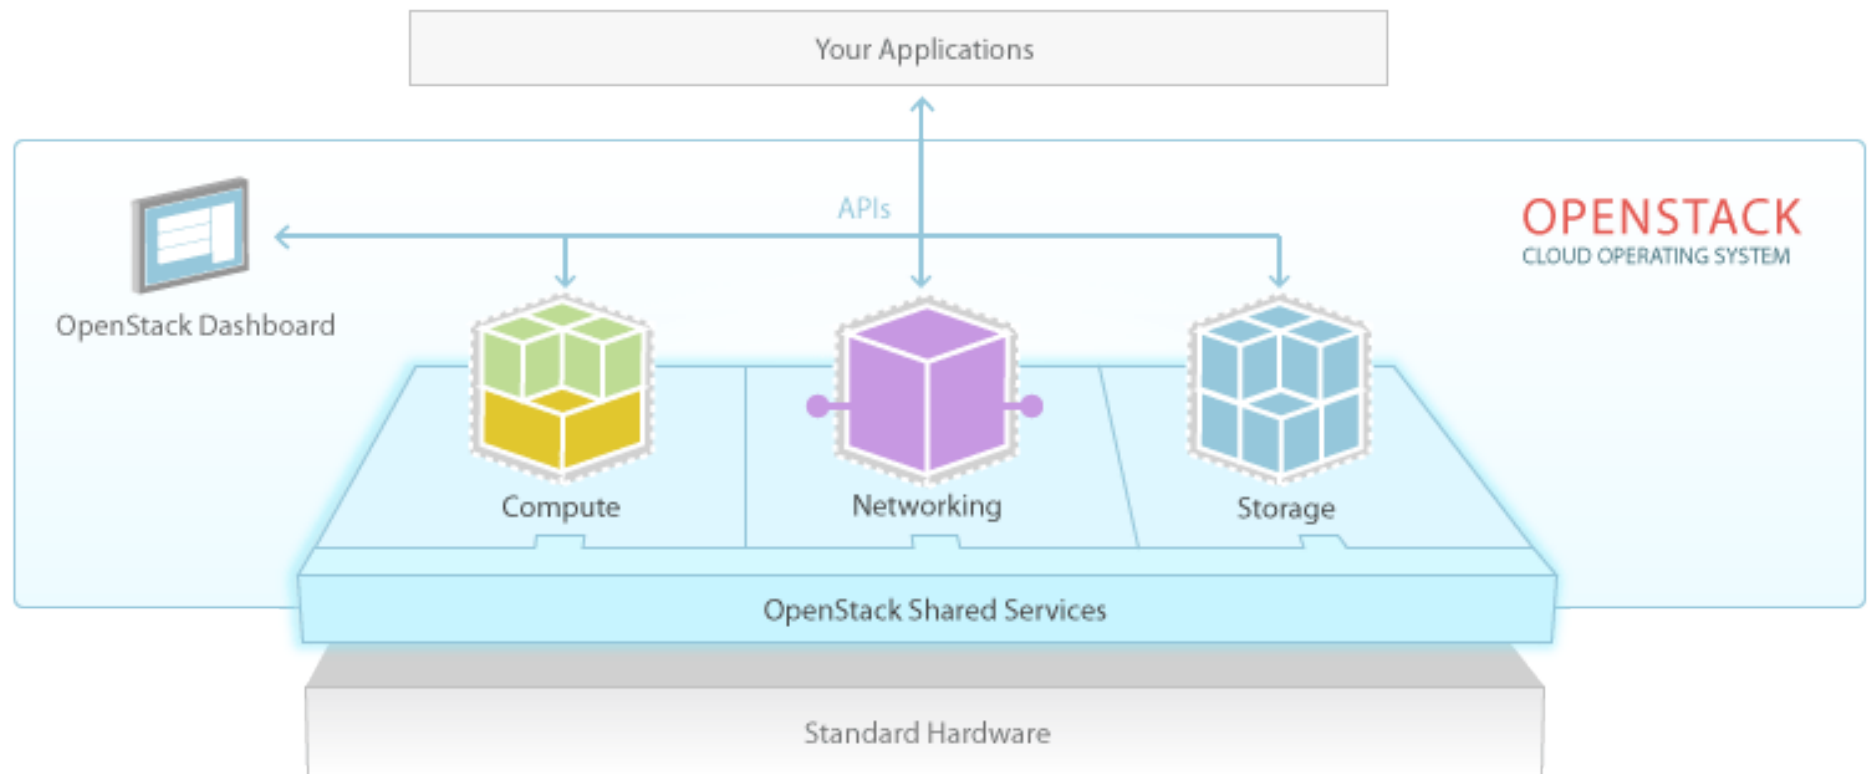 Your Applications
APIs
OPENSTACK
CLOUD OPERATING SYSTEM
OpenStack Dashboard
Compute
Networking
Storage
OpenStack Shared Services
Standard Hardware